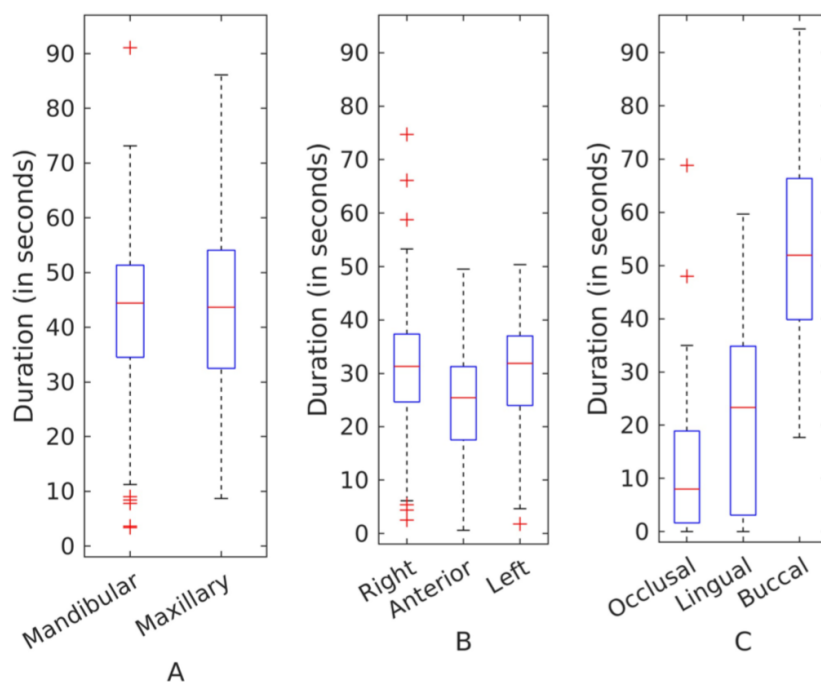 Duration (in seconds)
90
80
70
60
50
40
30
20
10
0
Mandibular
Maxillary
A
Duration (in seconds)
90
80
70
60
50
40
30
20
10
0
Right
Anterior
Left
B
Duration (in seconds)
90
80
70
60
50
40
30
20
10
0
Occlusal
Lingual
Buccal
C